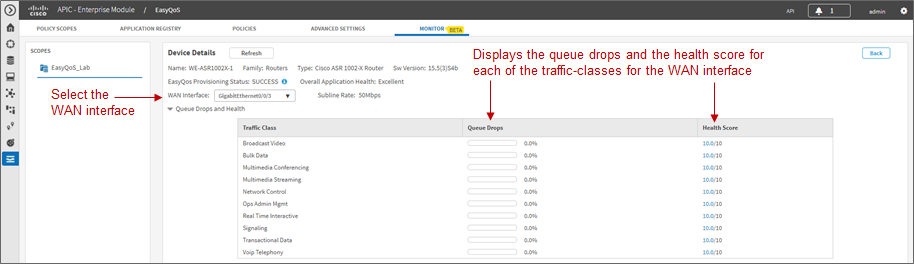 CISCO APIC - Enterprise Module / EasyQoS API 1 admin
POLICY SCOPES APPLICATION REGISTRY POLICIES ADVANCED SETTINGS MONITOR BETA
SCOPES
EasyQoS_Lab
Device Details Refresh Back
Displays the queue drops and the health score for
each of the traffic-classes for the WAN interface
Name: WE-ASR1002X-1 Family: Routers Type: Cisco ASR 1002-X Router Sw Version: 15.5(3)S4b
EasyQos Provisioning Status: SUCCESS Overall Application Health: Excellent
Select the
WAN interface
WAN Interface: GigabitEthernet0/0/3 Subline Rate: 50Mbps
Queue Drops and Health
Traffic Class Queue Drops Health Score
Broadcast Video 0.0% 10.0/10
Bulk Data 0.0% 10.0/10
Multimedia Conferencing 0.0% 10.0/10
Multimedia Streaming 0.0% 10.0/10
Network Control 0.0% 10.0/10
Ops Admin Mgmt 0.0% 10.0/10
Real Time Interactive 0.0% 10.0/10
Signaling 0.0% 10.0/10
Transactional Data 0.0% 10.0/10
Voip Telephony 0.0% 10.0/10